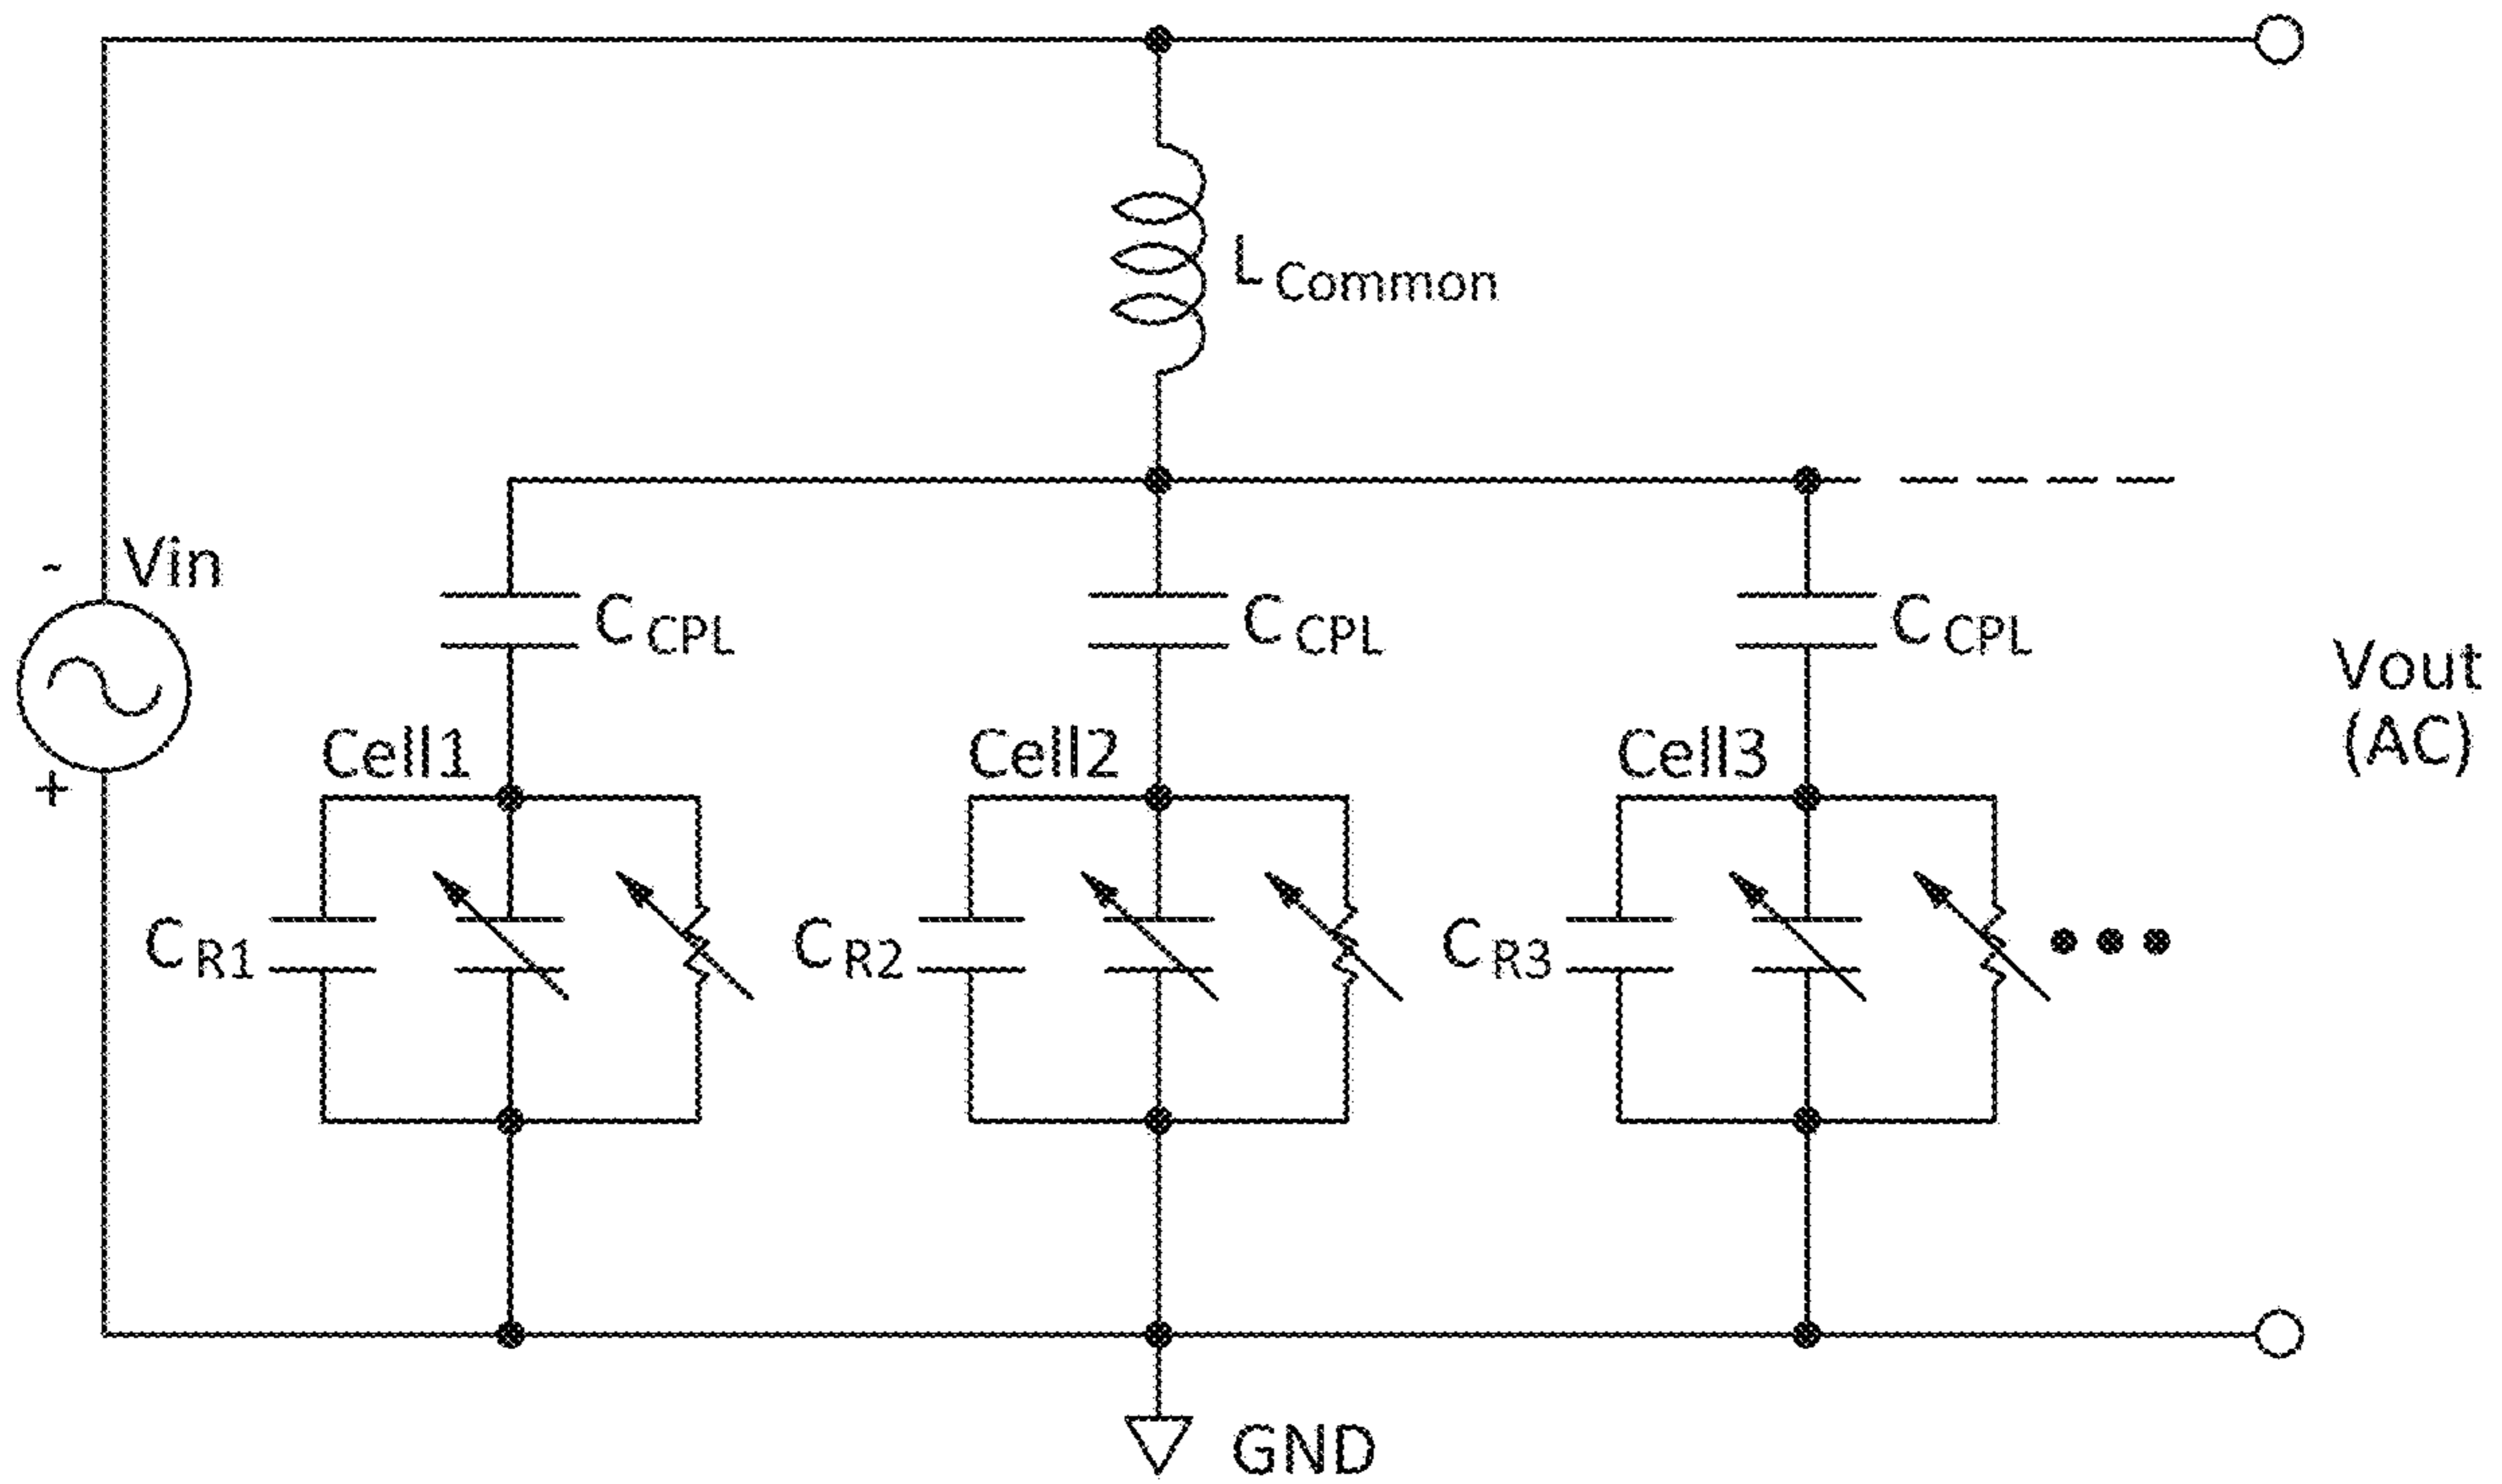 L Common
- Vin
C CPL
C CPL
C CPL
Vout
(AC)
Cell1
Cell2
Cell3
+
C R1
C R2
C R3
GND